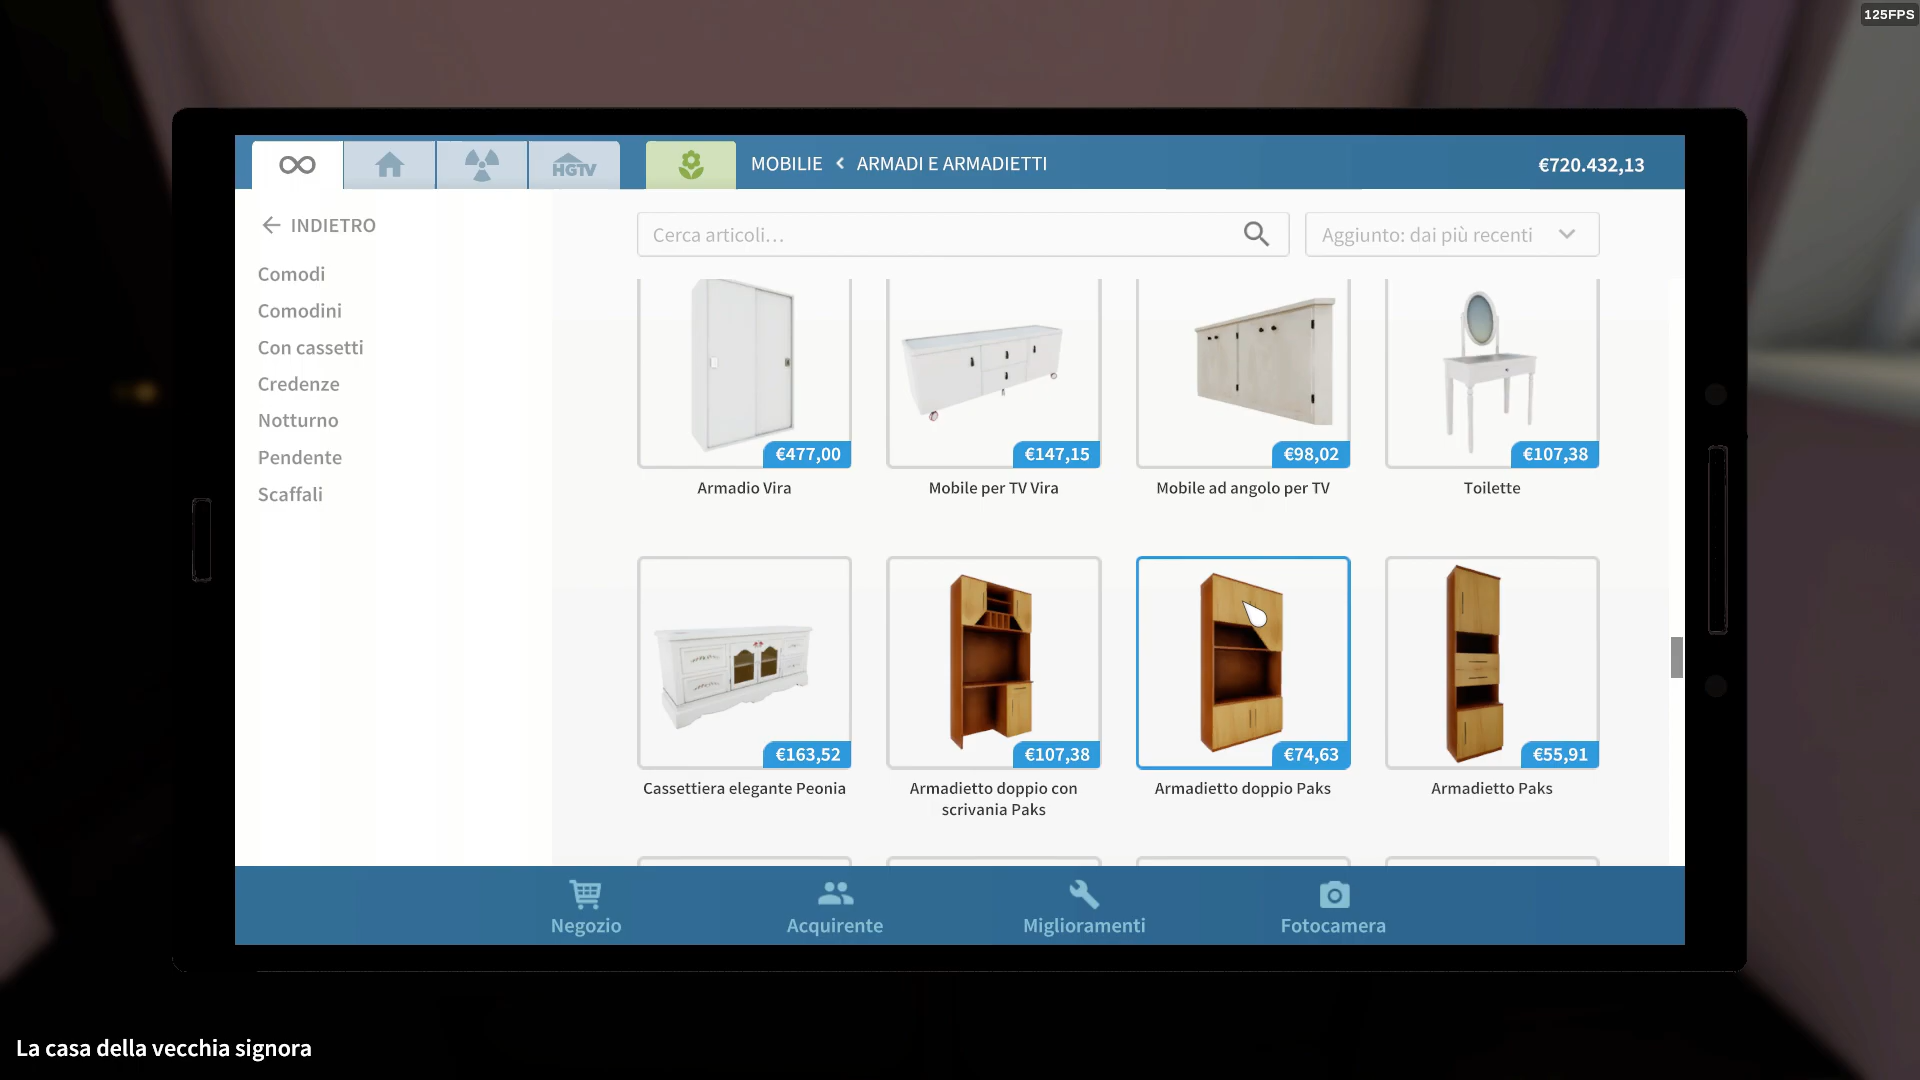 125FPS
HGTV
MOBILIE < ARMADI E ARMADIETTI
€720.432,13
INDIETRO
Cerca articoli...
Aggiunto: dai più recenti
Comodi
Comodini
Con cassetti
Credenze
Notturno
Pendente
Scaffali
€477,00
€147,15
€98,02
€107,38
Armadio Vira
Mobile per TV Vira
Mobile ad angolo per TV
Toilette
€163,52
€107,38
€74,63
€55,91
Cassettiera elegante Peonia
Armadietto doppio con
scrivania Paks
Armadietto doppio Paks
Armadietto Paks
Negozio
Acquirente
Miglioramenti
Fotocamera
La casa della vecchia signora